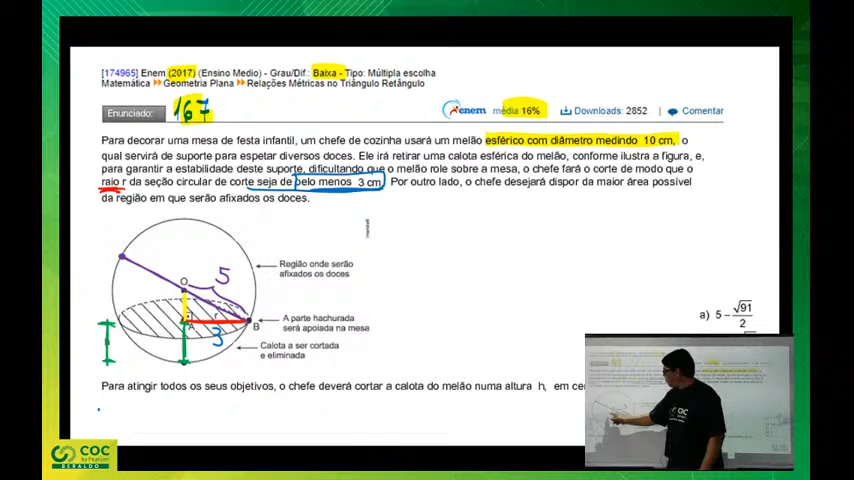 [174965] Enem (2017) (Ensino Medio) - Grau/Dif.: Baixa - Tipo: Múltipla escolha
Matemática Geometria Plana Relações Métricas no Triângulo Retângulo
Enunciado: 167 enem média 16% Downloads: 2852 Comentar
Para decorar uma mesa de festa infantil, um chefe de cozinha usará um melão esférico com diâmetro medindo 10 cm, o
qual servirá de suporte para espetar diversos doces. Ele irá retirar uma calota esférica do melão, conforme ilustra a figura, e,
para garantir a estabilidade deste suporte, dificultando que o melão role sobre a mesa, o chefe fará o corte de modo que o
raio r da seção circular de corte seja de pelo menos 3 cm. Por outro lado, o chefe desejará dispor da maior área possível
da região em que serão afixados os doces.
Região onde serão
afixados os doces
O
5
r
A
B
3
h
A parte hachurada
será apoiada na mesa
Calota a ser cortada
e eliminada
a) 5 - √91
2
Para atingir todos os seus objetivos, o chefe deverá cortar a calota do melão numa altura h, em
COC
by Pearson
BERALDO
COC